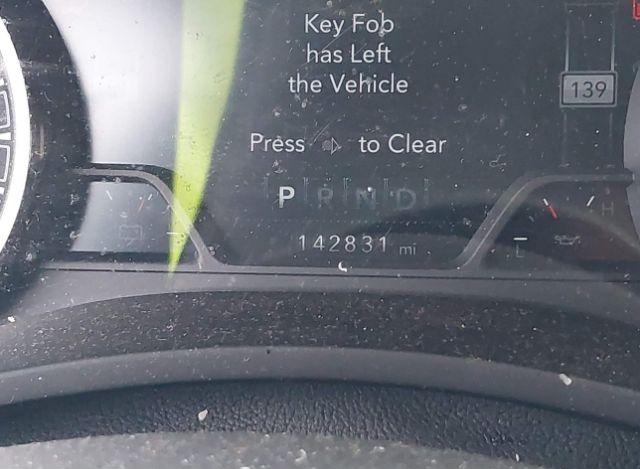 Key Fob
has Left
the Vehicle
139
Press to Clear
P R N D
H
142831 mi
L